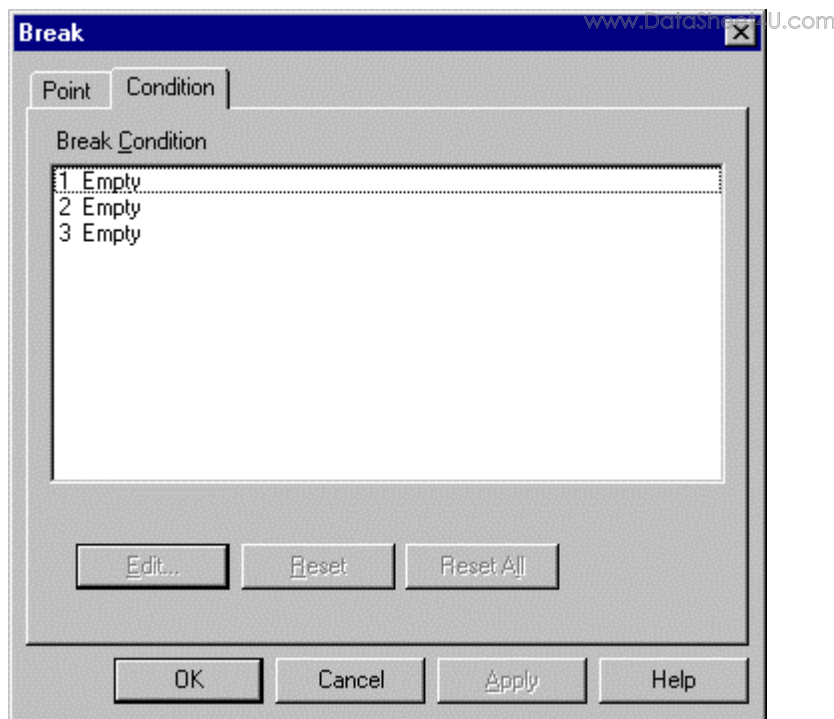 www.DataSheet4U.com
Break
Point Condition
Break Condition
1 Empty
2 Empty
3 Empty
Edit... Reset Reset All
OK Cancel Apply Help